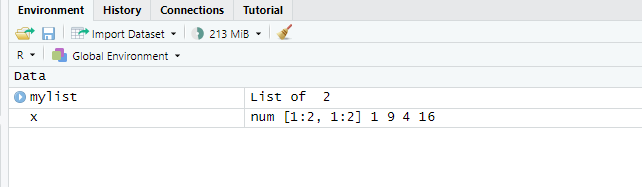 Environment History Connections Tutorial
Import Dataset 213 MiB
R Global Environment
Data
mylist List of  2
x num [1:2, 1:2] 1 9 4 16